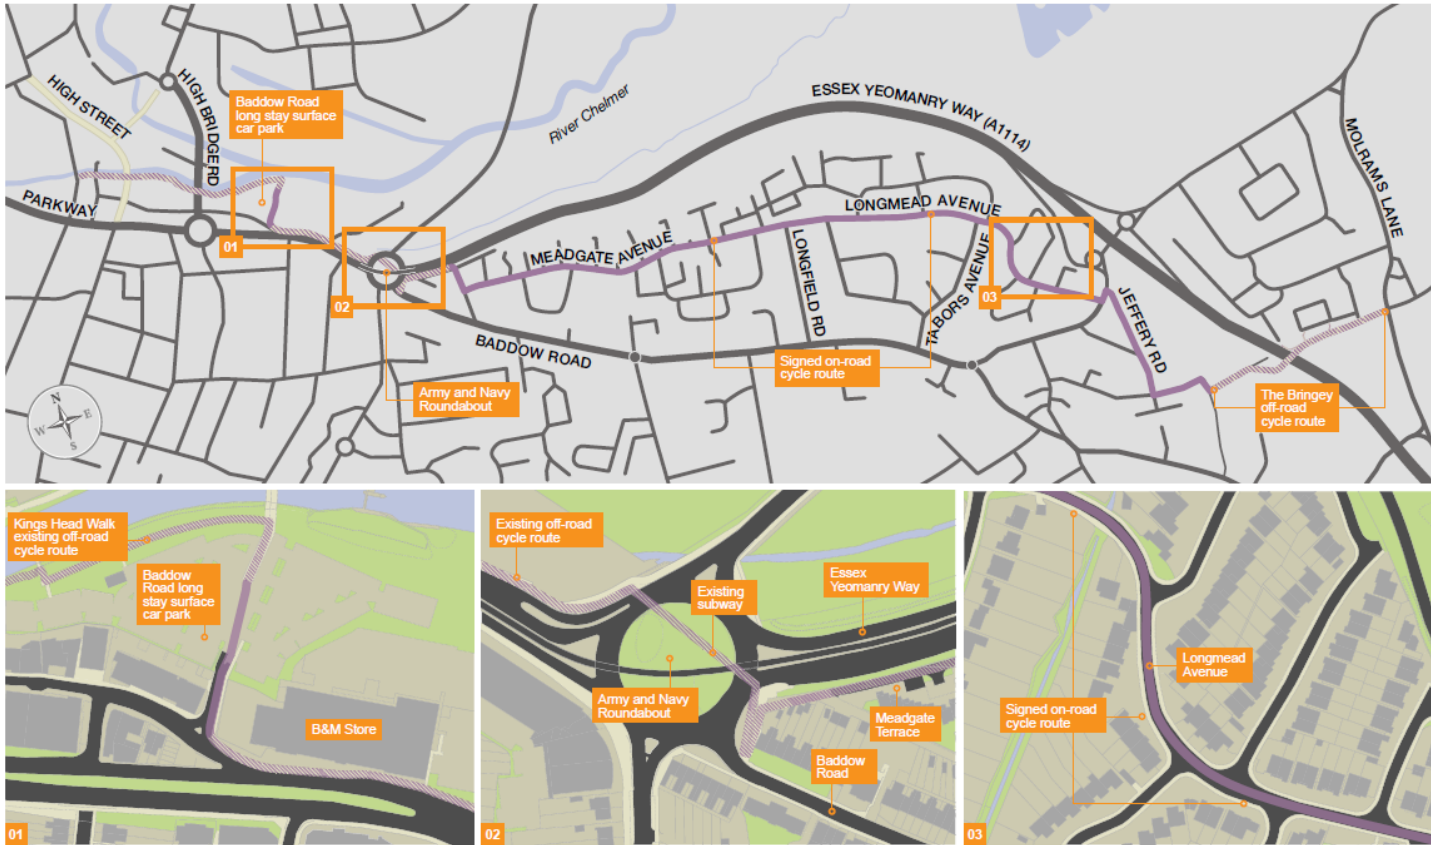 HIGH STREET
HIGH BRIDGE RD
Baddow Road
long stay surface
car park
River Chelmer
ESSEX YEOMANRY WAY (A1114)
MOLRAMS LANE
PARKWAY
01
02
MEADGATE AVENUE
LONGMEAD AVENUE
LONGFIELD RD
TABORS AVENUE
03
JEFFERY RD
BADDOW ROAD
Signed on-road
cycle route
Army and Navy
Roundabout
The Bringey
off-road
cycle route
N
E
S
W
Kings Head Walk
existing off-road
cycle route
Baddow
Road long
stay surface
car park
B&M Store
01
Existing off-road
cycle route
Existing
subway
Essex
Yeomanry Way
Army and Navy
Roundabout
Meadgate
Terrace
Baddow
Road
02
Longmead
Avenue
Signed on-road
cycle route
03